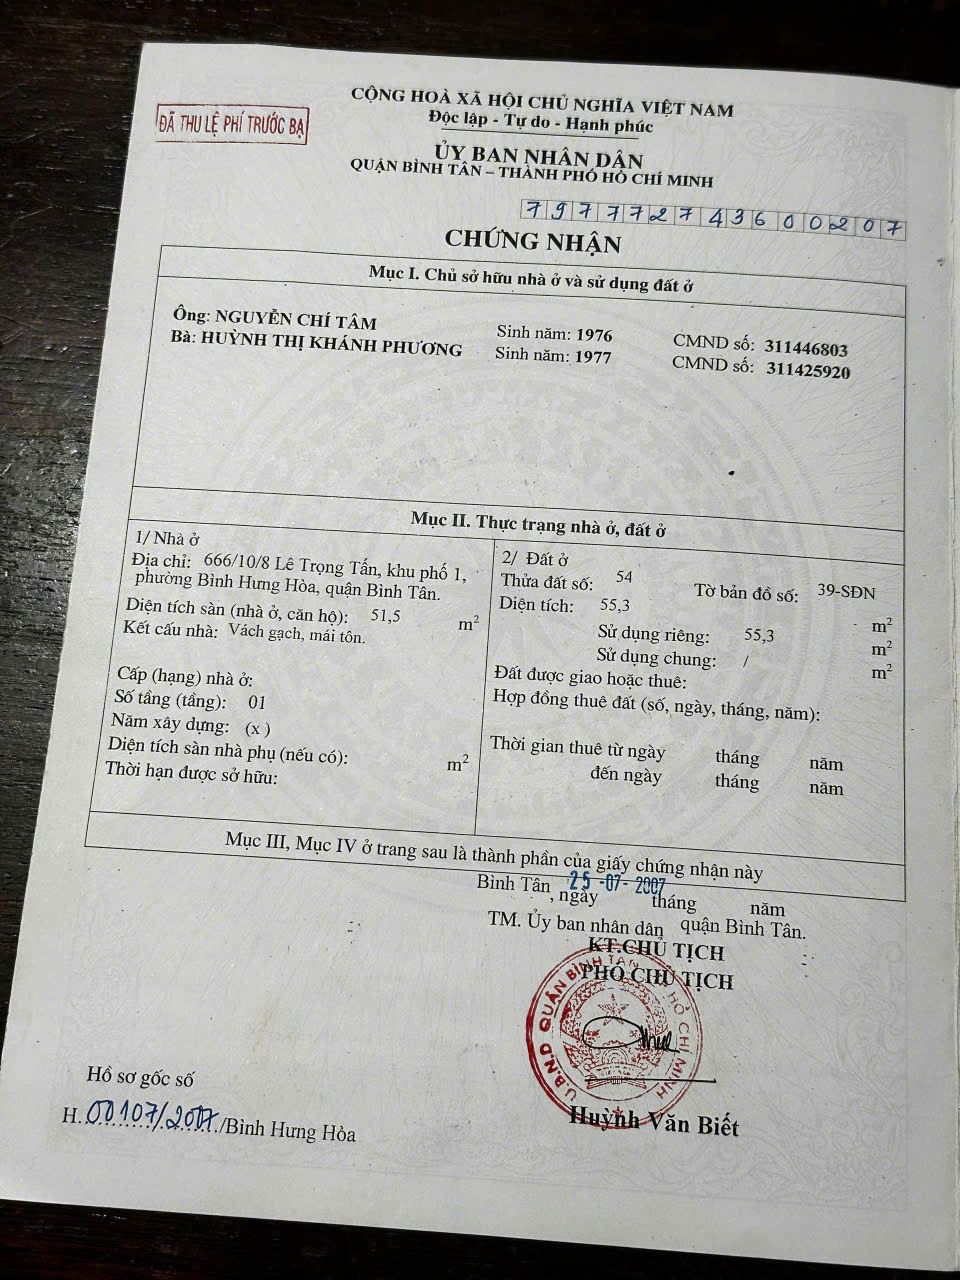 CỘNG HOÀ XÃ HỘI CHỦ NGHĨA VIỆT NAM
Độc lập - Tự do - Hạnh phúc
ĐÃ THU LỆ PHÍ TRƯỚC BẠ
ỦY BAN NHÂN DÂN
QUẬN BÌNH TÂN – THÀNH PHỐ HỒ CHÍ MINH
797772743600207
CHỨNG NHẬN
Mục I. Chủ sở hữu nhà ở và sử dụng đất ở
Ông: NGUYỄN CHÍ TÂM Sinh năm: 1976 CMND số: 311446803
Bà: HUỲNH THỊ KHÁNH PHƯƠNG Sinh năm: 1977 CMND số: 311425920
Mục II. Thực trạng nhà ở, đất ở
1/ Nhà ở
Địa chỉ: 666/10/8 Lê Trọng Tấn, khu phố 1,
phường Bình Hưng Hòa, quận Bình Tân.
Diện tích sàn (nhà ở, căn hộ): 51,5 m²
Kết cấu nhà: Vách gạch, mái tôn.
Cấp (hạng) nhà ở:
Số tầng (tầng): 01
Năm xây dựng: (x )
Diện tích sàn nhà phụ (nếu có): m²
Thời hạn được sở hữu:
2/ Đất ở
Thửa đất số: 54 Tờ bản đồ số: 39-SĐN
Diện tích: 55,3 m²
Sử dụng riêng: 55,3 m²
Sử dụng chung: / m²
Đất được giao hoặc thuê:
Hợp đồng thuê đất (số, ngày, tháng, năm):
Thời gian thuê từ ngày tháng năm
đến ngày tháng năm
Mục III, Mục IV ở trang sau là thành phần của giấy chứng nhận này
Bình Tân, ngày 25 -07- 2007 tháng năm
TM. Ủy ban nhân dân quận Bình Tân.
KT.CHỦ TỊCH
PHÓ CHỦ TỊCH
U.B.N.D QUẬN BÌNH TÂN HỒ CHÍ MINH
Huỳnh Văn Biết
Hồ sơ gốc số
H.00107/2007/Bình Hưng Hòa